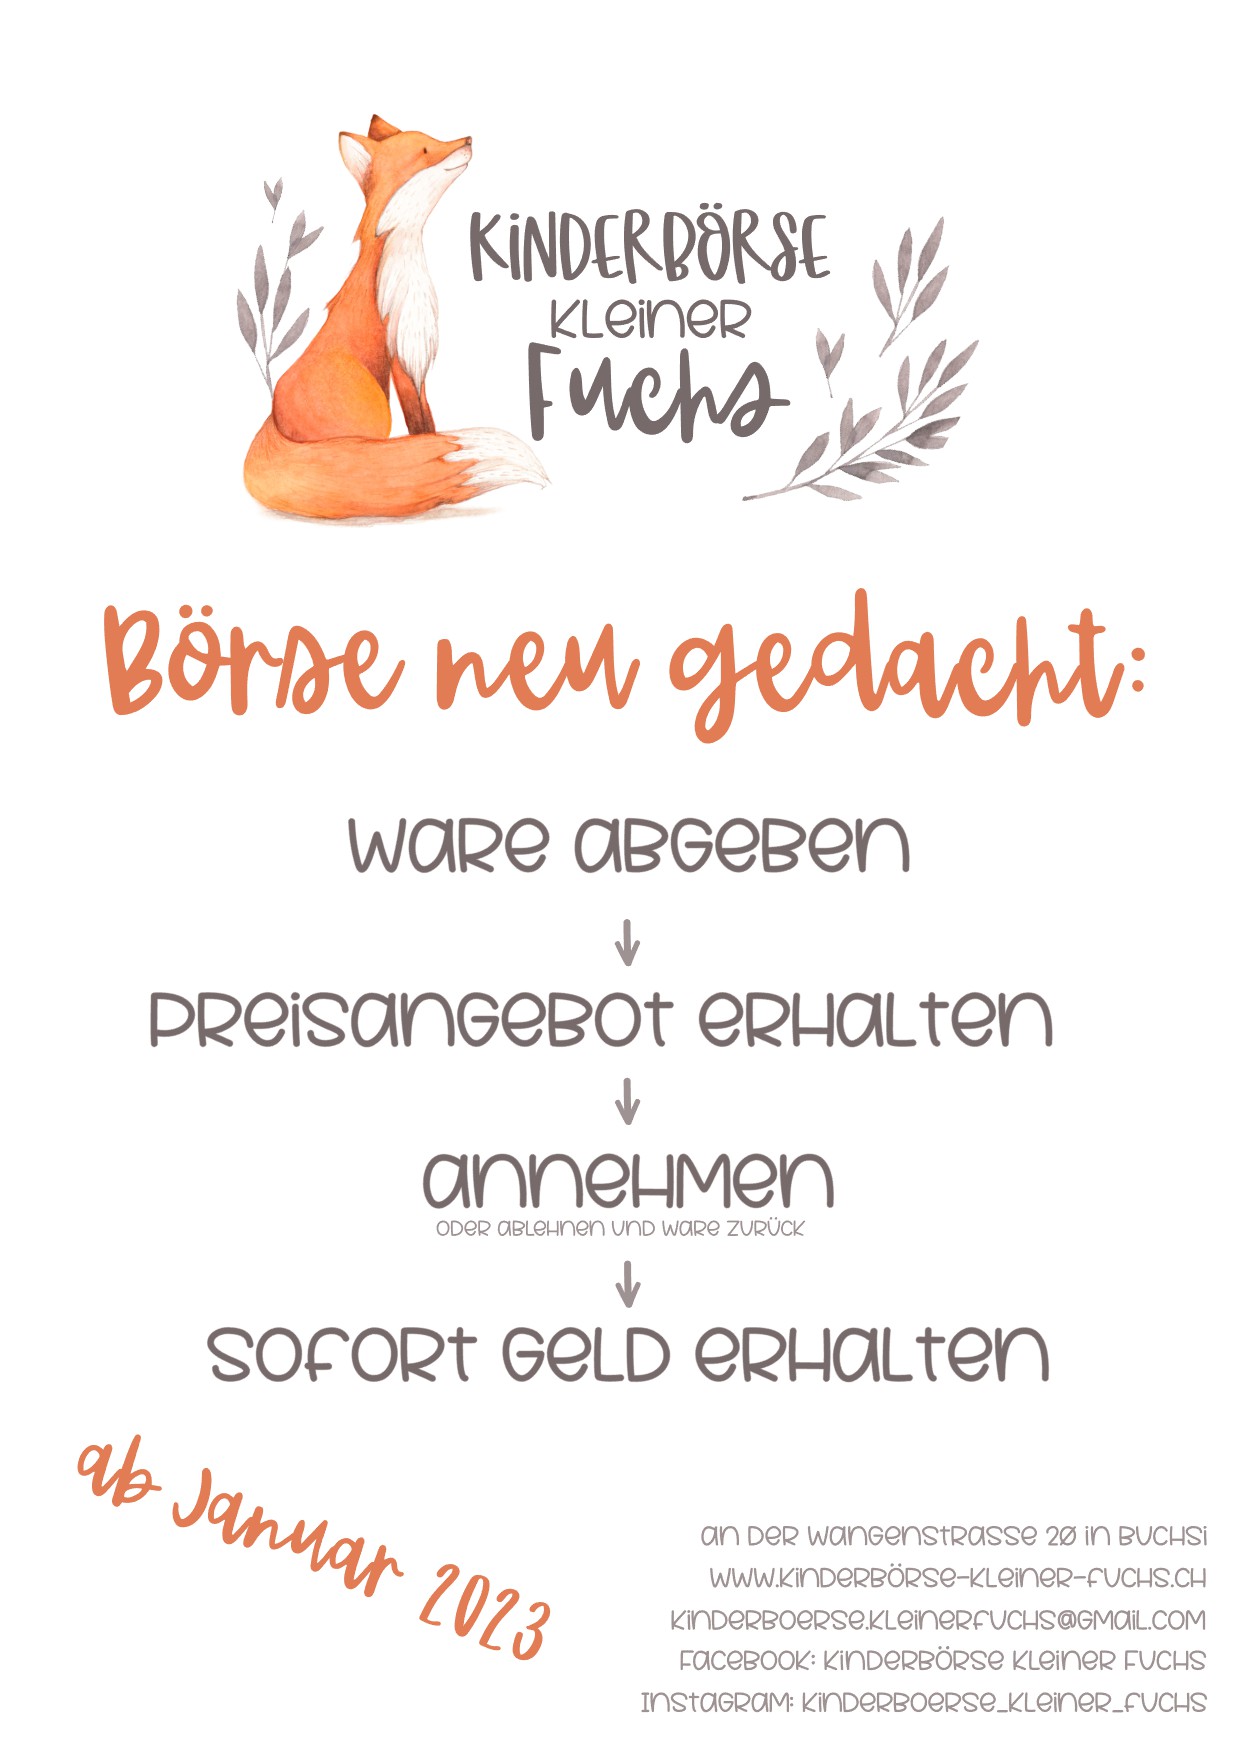 KINDERBÖRSE
KLEINER
Fuchs
Börse neu gedacht:
WARE ABGEBEN
↓
PREISANGEBOT ERHALTEN
↓
ANNEHMEN
ODER ABLEHNEN UND WARE ZURÜCK
↓
SOFORT GELD ERHALTEN
ab Januar 2023
AN DER WANGENSTRASSE 20 IN BUCHSI
WWW.KINDERBÖRSE-KLEINER-FUCHS.CH
KINDERBOERSE.KLEINERFUCHS@GMAIL.COM
FACEBOOK: KINDERBÖRSE KLEINER FUCHS
INSTAGRAM: KINDERBOERSE_KLEINER_FUCHS